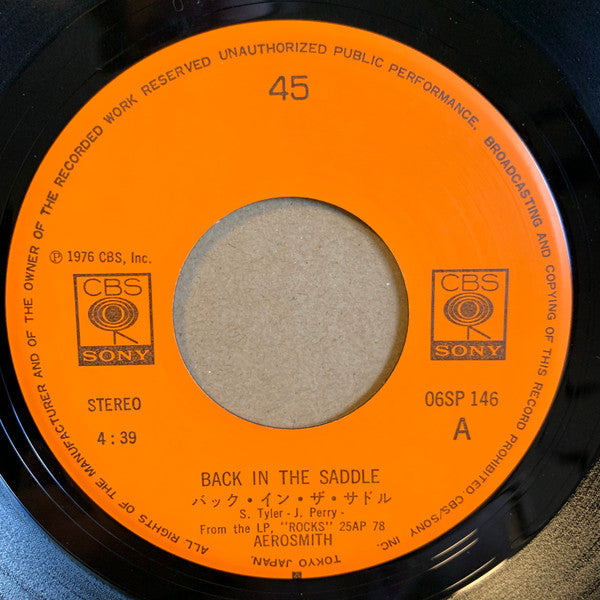 ALL RIGHTS OF THE MANUFACTURER AND OF THE OWNER OF THE RECORDED WORK RESERVED UNAUTHORIZED PUBLIC PERFORMANCE, BROADCASTING AND COPYING OF THIS RECORD PROHIBITED CBS/SONY INC.
TOKYO JAPAN.
45
Ⓟ 1976 CBS, Inc.
CBS
SONY
CBS
SONY
STEREO
06SP 146
4:39
A
BACK IN THE SADDLE
バック・イン・ザ・サドル
S. Tyler - J. Perry -
From the LP, "ROCKS" 25AP 78
AEROSMITH